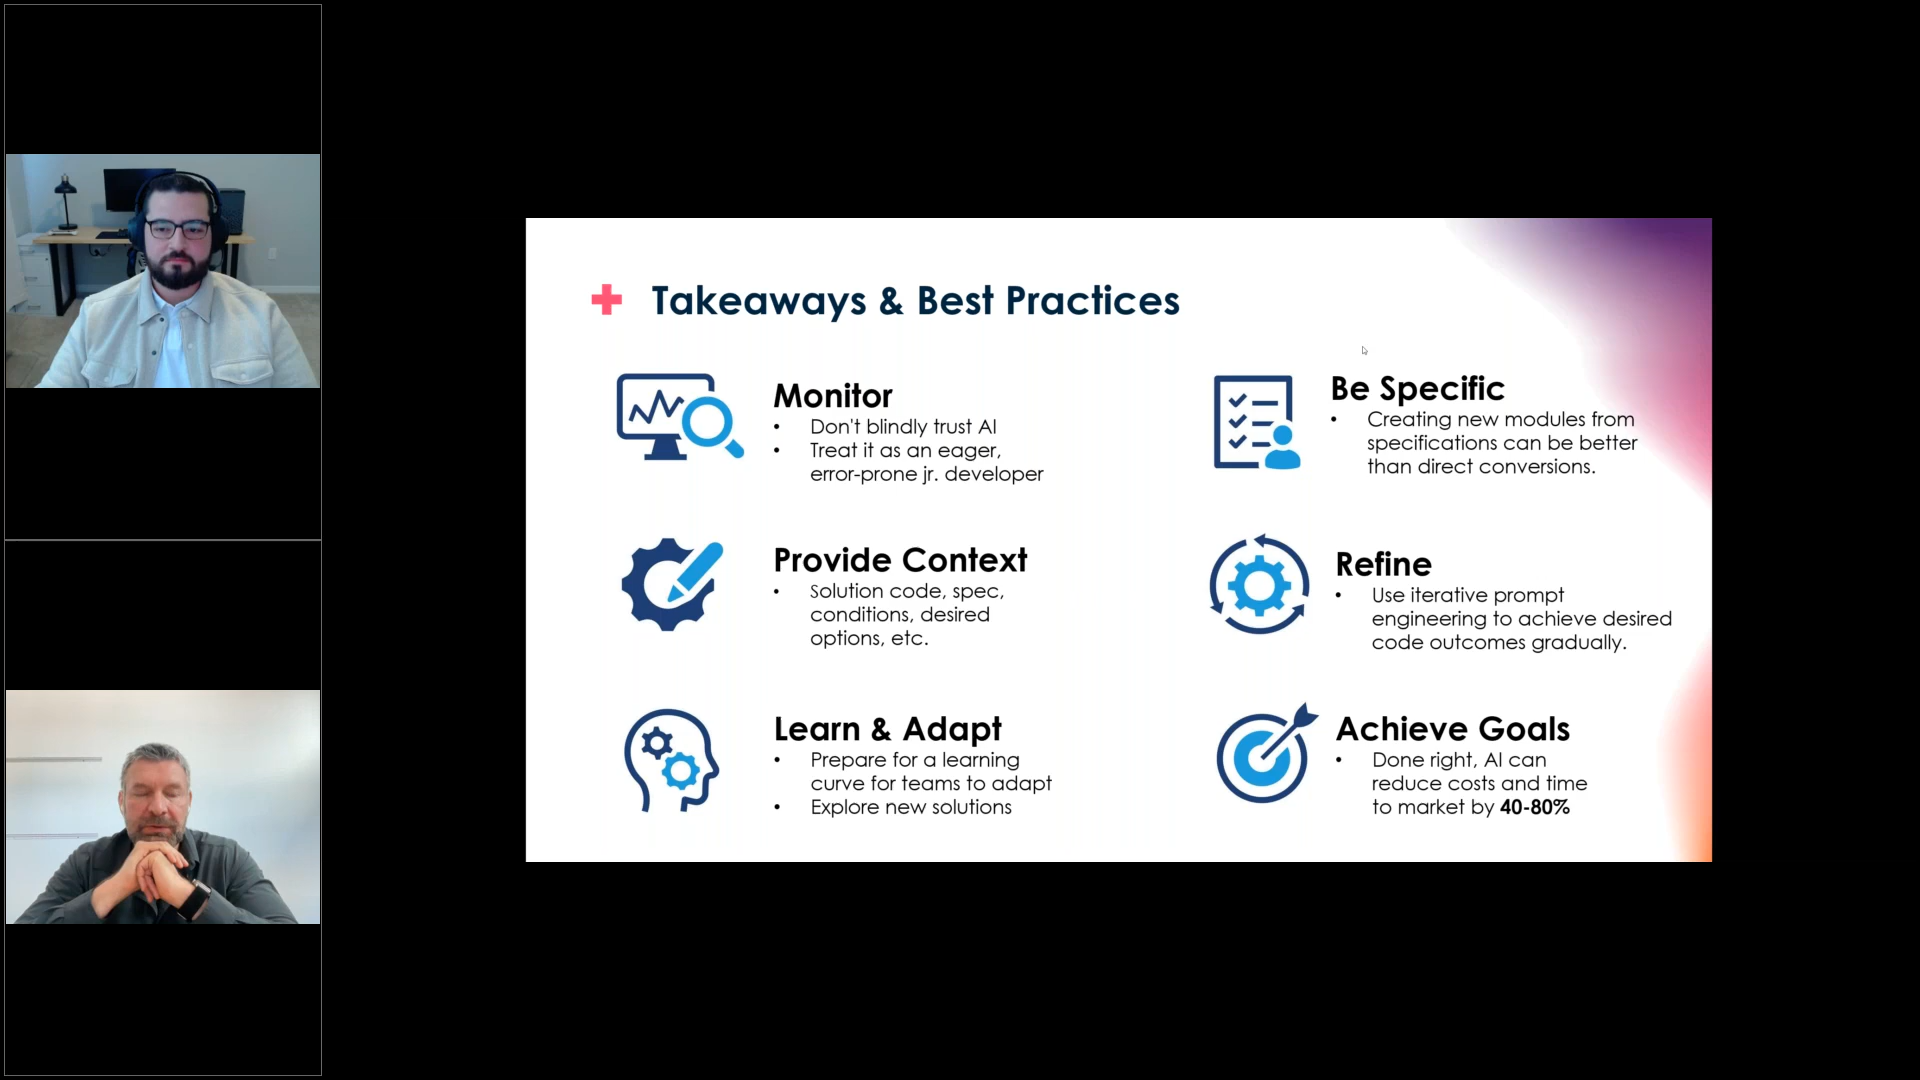 Takeaways & Best Practices
Monitor
• Don't blindly trust AI
• Treat it as an eager,
error-prone jr. developer
Provide Context
• Solution code, spec,
conditions, desired
options, etc.
Learn & Adapt
• Prepare for a learning
curve for teams to adapt
• Explore new solutions
Be Specific
• Creating new modules from
specifications can be better
than direct conversions.
Refine
• Use iterative prompt
engineering to achieve desired
code outcomes gradually.
Achieve Goals
• Done right, AI can
reduce costs and time
to market by 40-80%